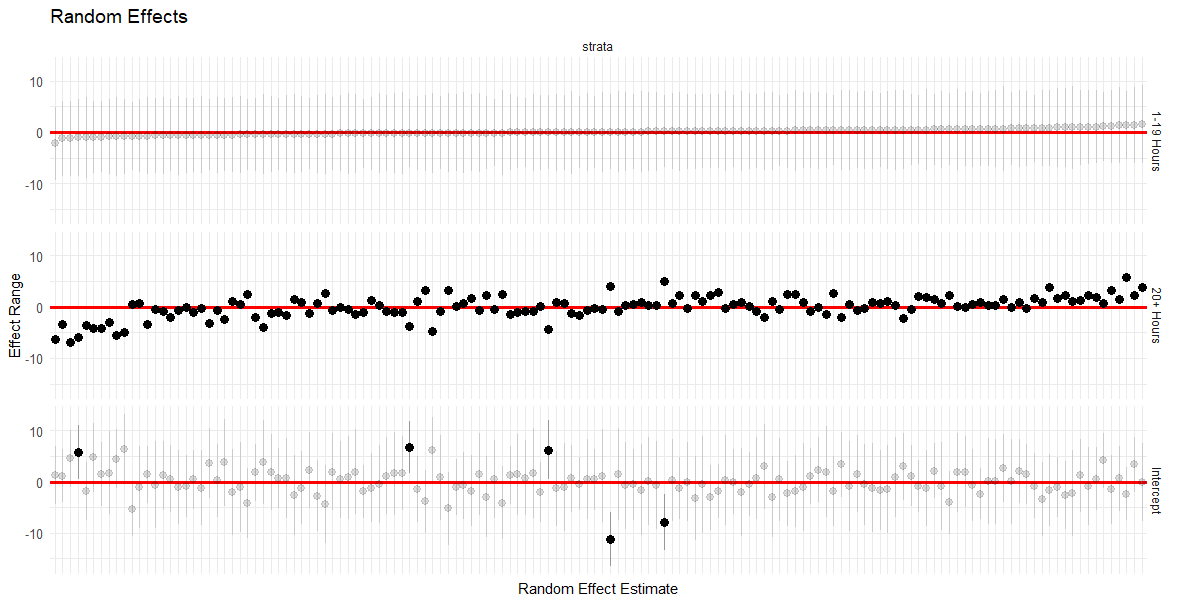 Random Effects
strata
10
0
-10
1-19 Hours
10
0
-10
20+ Hours
10
0
-10
Intercept
Effect Range
Random Effect Estimate